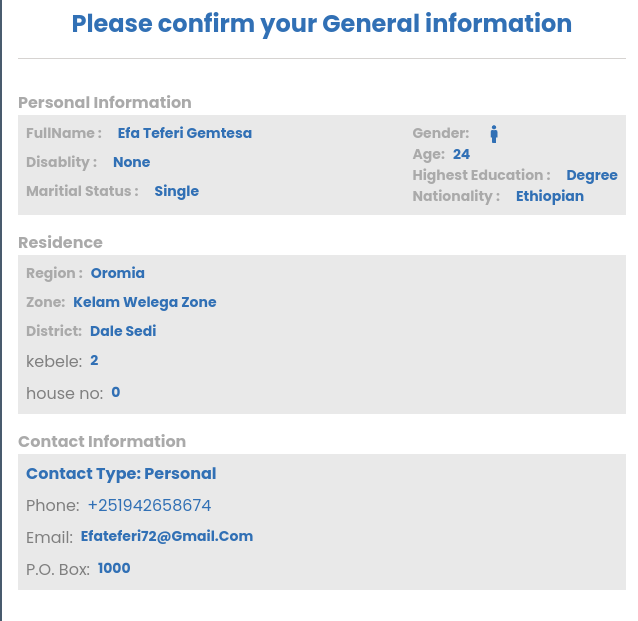 Please confirm your General information
Personal Information
FullName : Efa Teferi Gemtesa
Disablity : None
Maritial Status : Single
Gender:
Age: 24
Highest Education : Degree
Nationality : Ethiopian
Residence
Region : Oromia
Zone: Kelam Welega Zone
District: Dale Sedi
kebele: 2
house no: 0
Contact Information
Contact Type: Personal
Phone: +251942658674
Email: Efateferi72@Gmail.Com
P.O. Box: 1000